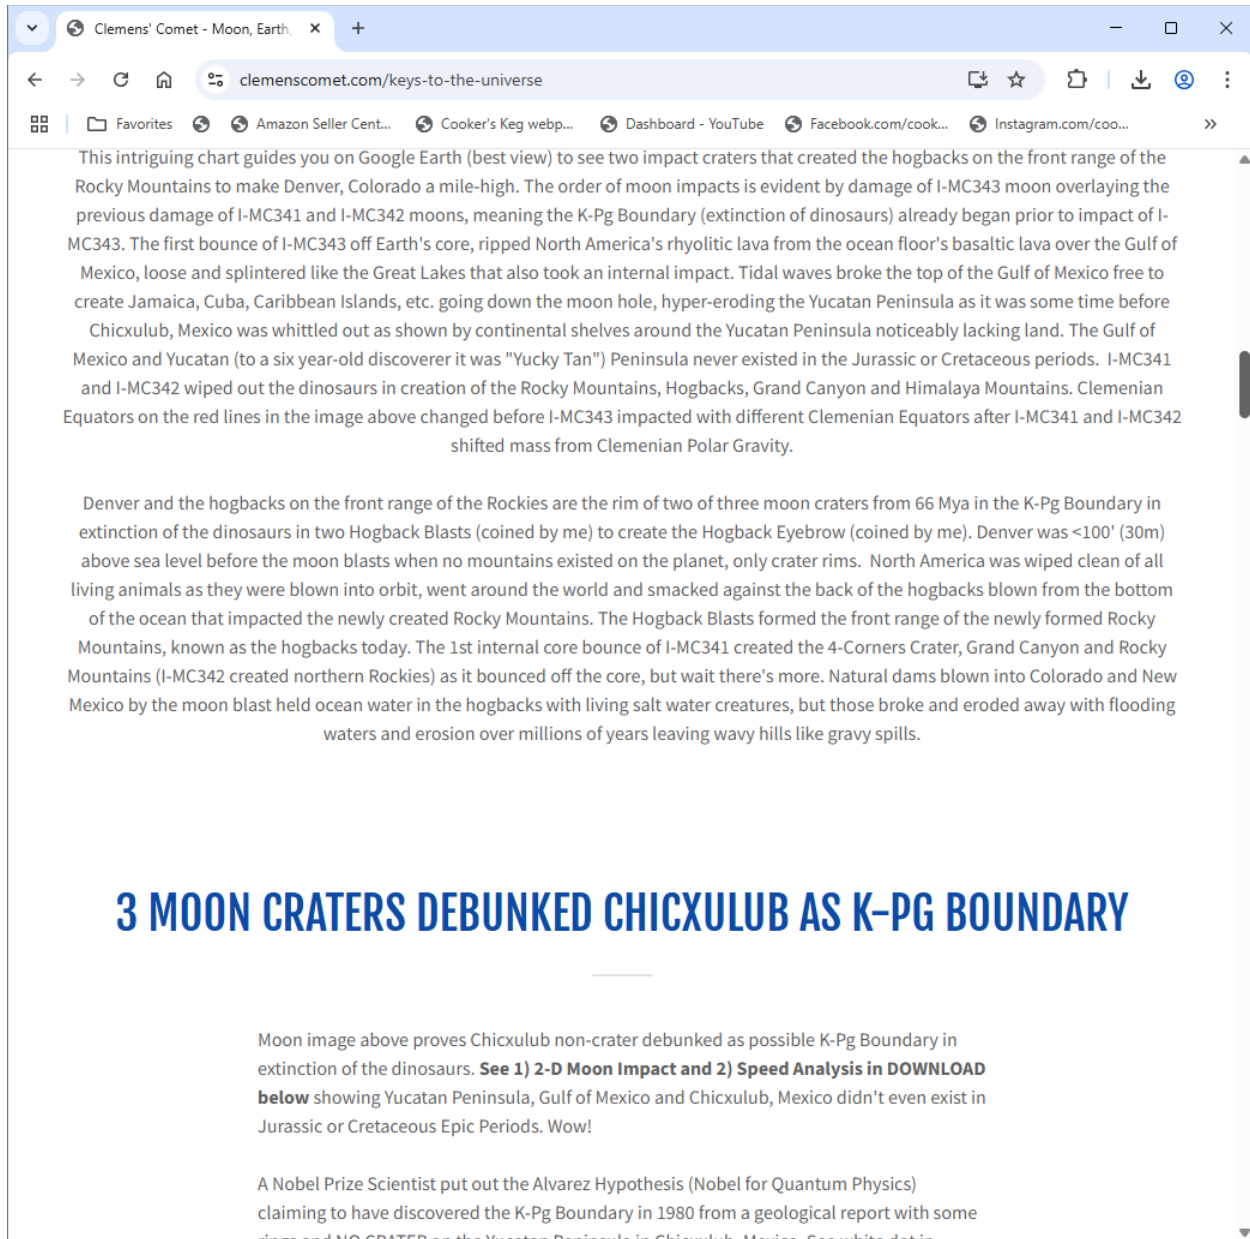 Clemens' Comet - Moon, Earth,
clemenscomet.com/keys-to-the-universe
Favorites Amazon Seller Cent... Cooker's Keg webp... Dashboard - YouTube Facebook.com/cook... Instagram.com/coo... »
This intriguing chart guides you on Google Earth (best view) to see two impact craters that created the hogbacks on the front range of the
Rocky Mountains to make Denver, Colorado a mile-high. The order of moon impacts is evident by damage of I-MC343 moon overlaying the
previous damage of I-MC341 and I-MC342 moons, meaning the K-Pg Boundary (extinction of dinosaurs) already began prior to impact of I-
MC343. The first bounce of I-MC343 off Earth's core, ripped North America's rhyolitic lava from the ocean floor's basaltic lava over the Gulf of
Mexico, loose and splintered like the Great Lakes that also took an internal impact. Tidal waves broke the top of the Gulf of Mexico free to
create Jamaica, Cuba, Caribbean Islands, etc. going down the moon hole, hyper-eroding the Yucatan Peninsula as it was some time before
Chicxulub, Mexico was whittled out as shown by continental shelves around the Yucatan Peninsula noticeably lacking land. The Gulf of
Mexico and Yucatan (to a six year-old discoverer it was "Yucky Tan") Peninsula never existed in the Jurassic or Cretaceous periods. I-MC341
and I-MC342 wiped out the dinosaurs in creation of the Rocky Mountains, Hogbacks, Grand Canyon and Himalaya Mountains. Clemenian
Equators on the red lines in the image above changed before I-MC343 impacted with different Clemenian Equators after I-MC341 and I-MC342
shifted mass from Clemenian Polar Gravity.
Denver and the hogbacks on the front range of the Rockies are the rim of two of three moon craters from 66 Mya in the K-Pg Boundary in
extinction of the dinosaurs in two Hogback Blasts (coined by me) to create the Hogback Eyebrow (coined by me). Denver was <100' (30m)
above sea level before the moon blasts when no mountains existed on the planet, only crater rims. North America was wiped clean of all
living animals as they were blown into orbit, went around the world and smacked against the back of the hogbacks blown from the bottom
of the ocean that impacted the newly created Rocky Mountains. The Hogback Blasts formed the front range of the newly formed Rocky
Mountains, known as the hogbacks today. The 1st internal core bounce of I-MC341 created the 4-Corners Crater, Grand Canyon and Rocky
Mountains (I-MC342 created northern Rockies) as it bounced off the core, but wait there's more. Natural dams blown into Colorado and New
Mexico by the moon blast held ocean water in the hogbacks with living salt water creatures, but those broke and eroded away with flooding
waters and erosion over millions of years leaving wavy hills like gravy spills.
3 MOON CRATERS DEBUNKED CHICXULUB AS K-PG BOUNDARY
Moon image above proves Chicxulub non-crater debunked as possible K-Pg Boundary in
extinction of the dinosaurs. See 1) 2-D Moon Impact and 2) Speed Analysis in DOWNLOAD
below showing Yucatan Peninsula, Gulf of Mexico and Chicxulub, Mexico didn't even exist in
Jurassic or Cretaceous Epic Periods. Wow!
A Nobel Prize Scientist put out the Alvarez Hypothesis (Nobel for Quantum Physics)
claiming to have discovered the K-Pg Boundary in 1980 from a geological report with some
rings and NO CRATER on the Yucatan Peninsula in Chicxulub, Mexico. See white dot in